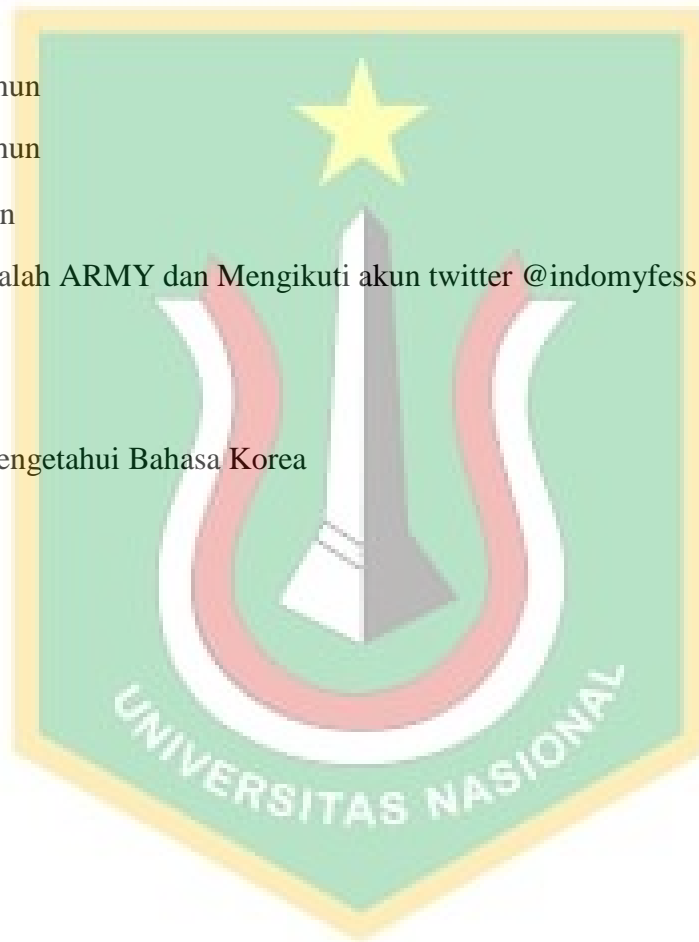 hun
hun
n
alah ARMY dan Mengikuti akun twitter @indomyfess
engetahui Bahasa Korea
UNIVERSITAS NASIONAL